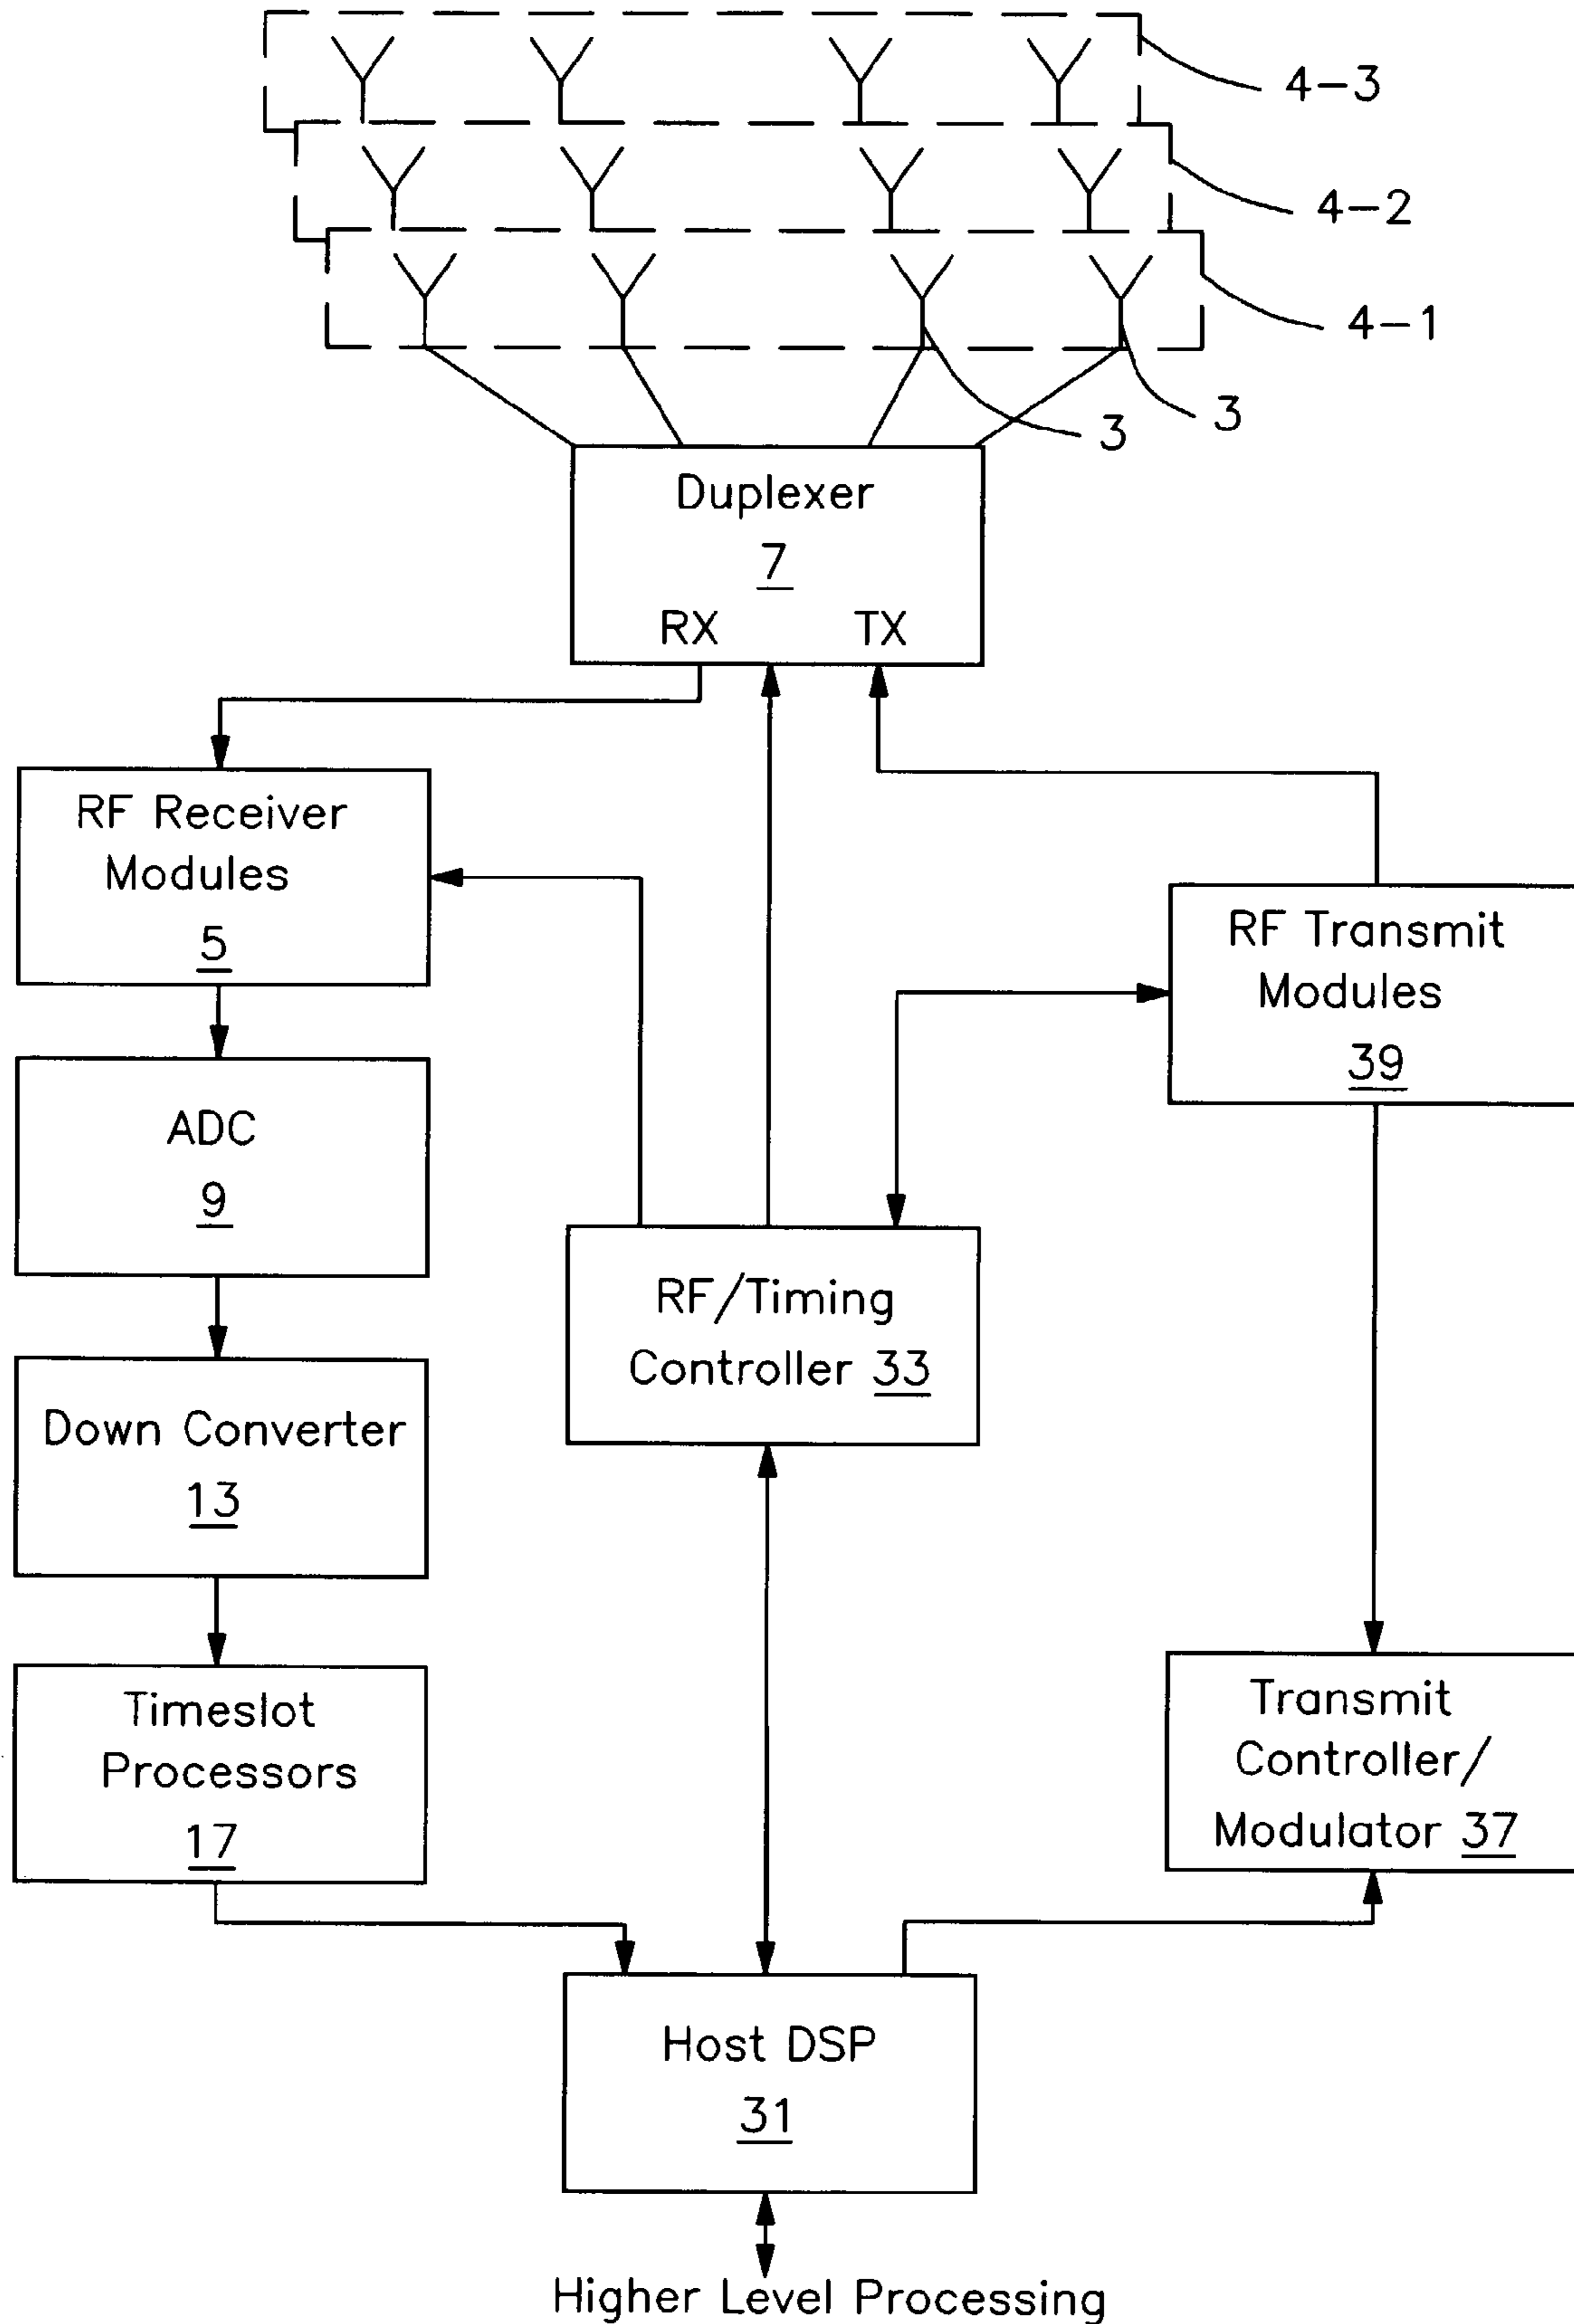 4-3
4-2
4-1
3
3
Duplexer
7
RX TX
RF Receiver
Modules
5
RF Transmit
Modules
39
ADC
9
RF/Timing
Controller 33
Down Converter
13
Timeslot
Processors
17
Transmit
Controller/
Modulator 37
Host DSP
31
Higher Level Processing